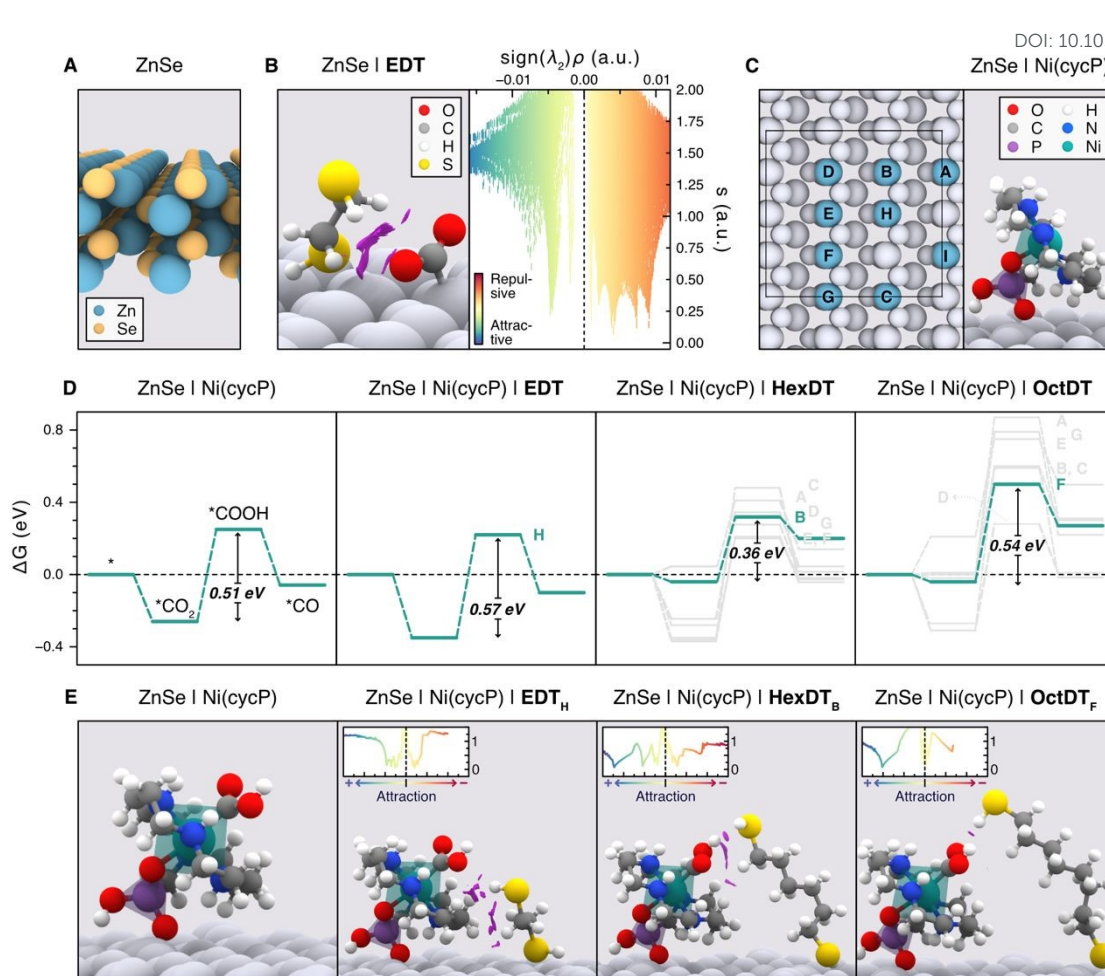 DOI: 10.10
A ZnSe
Zn
Se
B ZnSe | EDT
O
C
H
S
sign(λ₂)ρ (a.u.)
−0.01 0.00 0.01
2.00
1.75
1.50
1.25
1.00
0.75
0.50
0.25
0.00
s (a.u.)
Repul-
sive
Attrac-
tive
C ZnSe | Ni(cycP)
O H
C N
P Ni
D B A
E H
F I
G C
D ZnSe | Ni(cycP) ZnSe | Ni(cycP) | EDT ZnSe | Ni(cycP) | HexDT ZnSe | Ni(cycP) | OctDT
ΔG (eV)
0.8
0.4
0.0
−0.4
*
*CO₂
*COOH
*CO
0.51 eV
H
0.57 eV
C
A
D
B
G
0.36 eV
A
G
E
B, C
F
D
0.54 eV
E ZnSe | Ni(cycP) ZnSe | Ni(cycP) | EDT_H ZnSe | Ni(cycP) | HexDT_B ZnSe | Ni(cycP) | OctDT_F
1
0
+ −
Attraction
1
0
+ −
Attraction
1
0
+ −
Attraction